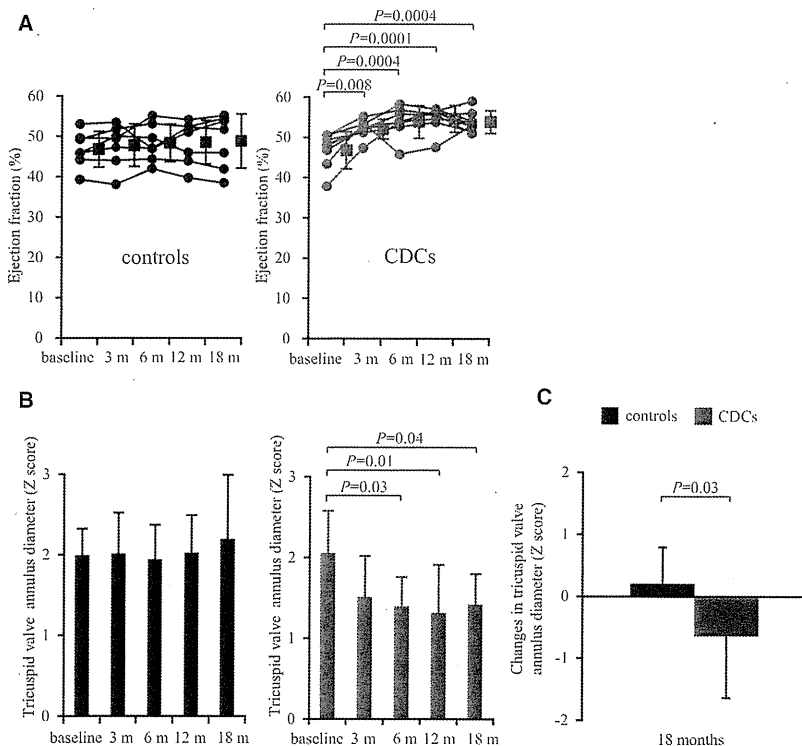 A
P=0.0004
P=0.0001
P=0.0004
P=0.008
Ejection fraction (%)
60
50
40
30
20
10
0
controls
baseline 3 m 6 m 12 m 18 m
Ejection fraction (%)
60
50
40
30
20
10
0
CDCs
baseline 3 m 6 m 12 m 18 m
B
Tricuspid valve annulus diameter (Z score)
3
2
1
0
baseline 3 m 6 m 12 m 18 m
Tricuspid valve annulus diameter (Z score)
3
2
1
0
P=0.04
P=0.01
P=0.03
baseline 3 m 6 m 12 m 18 m
C
controls CDCs
Changes in tricuspid valve
annulus diameter (Z score)
2
1
0
-1
-2
P=0.03
18 months